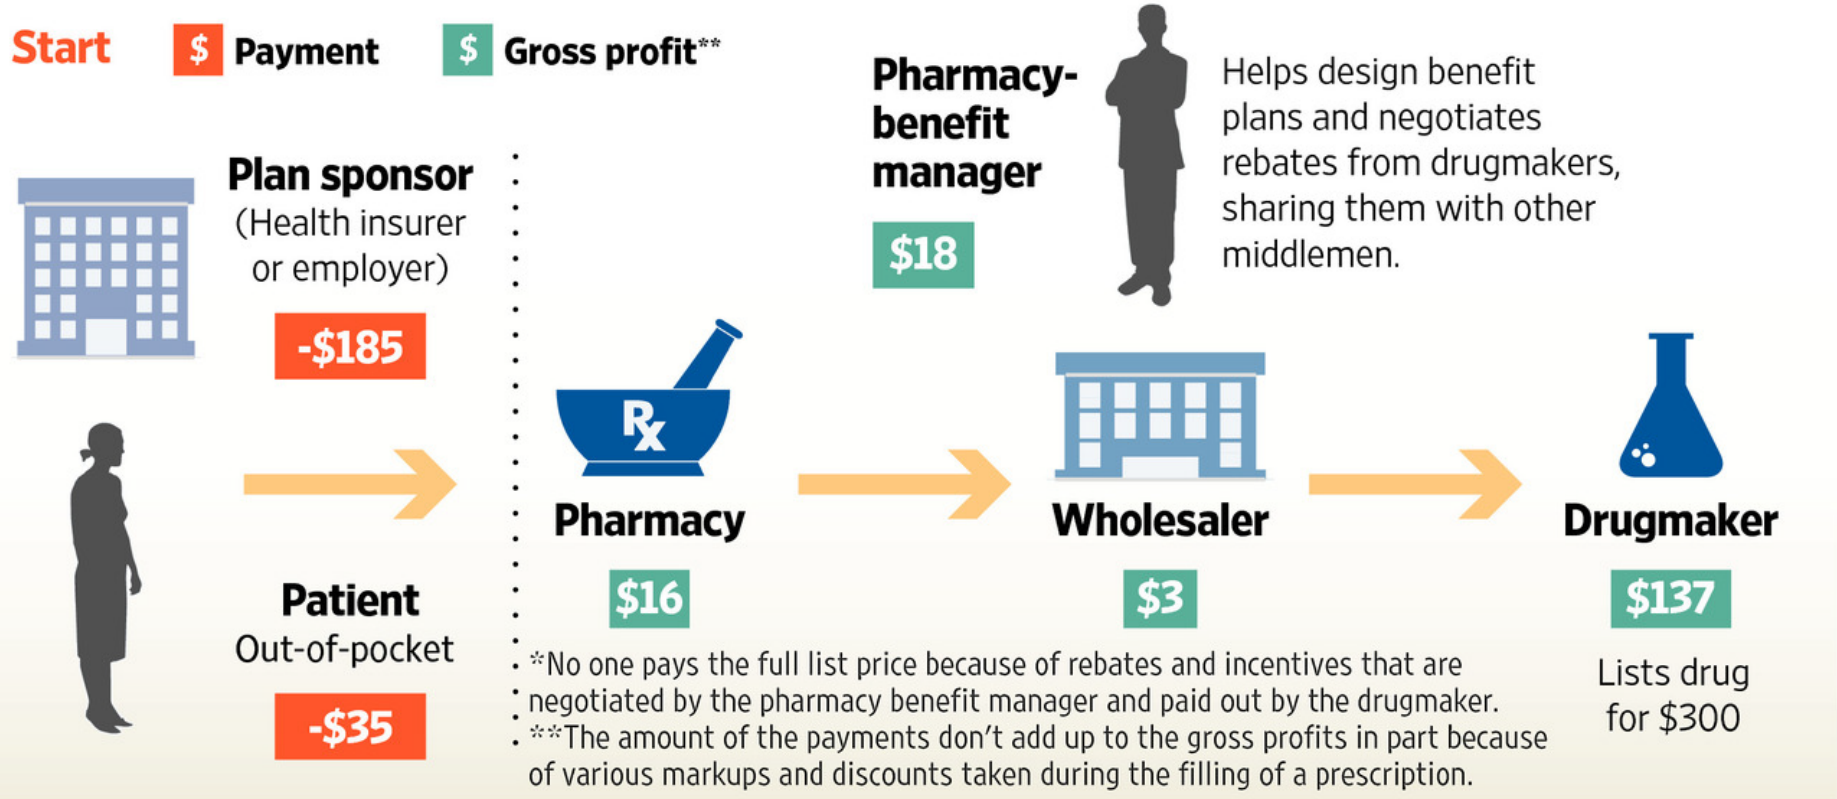 Start
$ Payment
$ Gross profit**
Plan sponsor
(Health insurer
or employer)
-$185
Patient
Out-of-pocket
-$35
Pharmacy-
benefit
manager
$18
Helps design benefit
plans and negotiates
rebates from drugmakers,
sharing them with other
middlemen.
Rx
Pharmacy
$16
Wholesaler
$3
Drugmaker
$137
Lists drug
for $300
*No one pays the full list price because of rebates and incentives that are
negotiated by the pharmacy benefit manager and paid out by the drugmaker.
**The amount of the payments don't add up to the gross profits in part because
of various markups and discounts taken during the filling of a prescription.